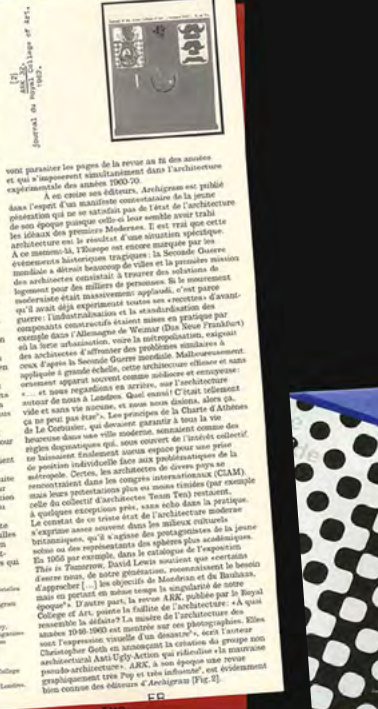 [2]
ARK 32.
Journal du Royal College of Art.
1962.
vont parasiter les pages de la revue au fil des années
et qui s'imposeront simultanément dans l'architecture
expérimentale des années 1960-70.
À en croire ses éditeurs, Archigram est publié
dans l'esprit d'un manifeste contestataire de la jeune
génération qui ne se satisfait pas de l'état de l'architecture
de son époque puisque celle-ci leur semble avoir trahi
les idéaux des premiers Modernes. Il est vrai que cette
architecture est le résultat d'une situation spécifique.
À ce moment-là, l'Europe est encore marquée par les
événements historiques tragiques : la Seconde Guerre
mondiale a détruit beaucoup de villes et la première mission
des architectes consistait à trouver des solutions de
logement pour des milliers de personnes. Si le mouvement
moderniste était massivement applaudi, c'est parce
qu'il avait déjà expérimenté toutes ses «recettes» d'avant-
guerre : l'industrialisation et la standardisation des
composants constructifs étaient mises en pratique par
exemple dans l'Allemagne de Weimar (Das Neue Frankfurt)
où la forte urbanisation, voire la métropolisation, exigeait
des architectes d'affronter des problèmes similaires à
ceux d'après la Seconde Guerre mondiale. Malheureusement,
appliquée à grande échelle, cette architecture efficace et sans
ornement apparut souvent comme médiocre et ennuyeuse :
«… et nous regardions en arrière, sur l'architecture
autour de nous à Londres. Quel ennui ! C'était tellement
vide et sans vie aucune, et nous nous disions, alors ça,
ça ne peut pas être". Les principes de la Charte d'Athènes
de Le Corbusier, qui devaient garantir à tous la vie
heureuse dans une ville moderne, sonnaient comme des
règles dogmatiques qui, sous couvert de l'intérêt collectif,
ne laissaient finalement aucun espace pour une prise
de position individuelle face aux problématiques de la
métropole. Certes, les architectes de divers pays se
rencontraient dans les congrès internationaux (CIAM),
mais leurs protestations plus ou moins timides (par exemple
celle du collectif d'architectes Team Ten) restaient,
à quelques exceptions près, sans écho dans la pratique.
Le constat de ce triste état de l'architecture moderne
s'exprime assez souvent dans les milieux culturels
britanniques, qu'il s'agisse des protagonistes de la jeune
scène ou des représentants des sphères plus académiques.
En 1956 par exemple, dans le catalogue de l'exposition
This is Tomorrow, David Lewis soutient que «certains
d'entre nous, de notre génération, reconnaissent le besoin
d'approcher […] les objectifs de Mondrian et du Bauhaus,
mais en portant en même temps la singularité de notre
époque». D'autre part, la revue ARK, publiée par le Royal
College of Art, pointe la faillite de l'architecture : «À quoi
ressemble la défaite? La misère de l'architecture des
années 1946-1960 est montrée sur ces photographies. Elles
sont l'expression visuelle d'un désastre", écrit l'auteur
Christopher Goth en annonçant la création du groupe non
architectural Anti-Ugly-Action qui ridiculise «la mauvaise
pseudo-architecture». ARK, à son époque une revue
graphiquement très Pop et très influente", est évidemment
bien connue des éditeurs d'Archigram [Fig.2].
FR